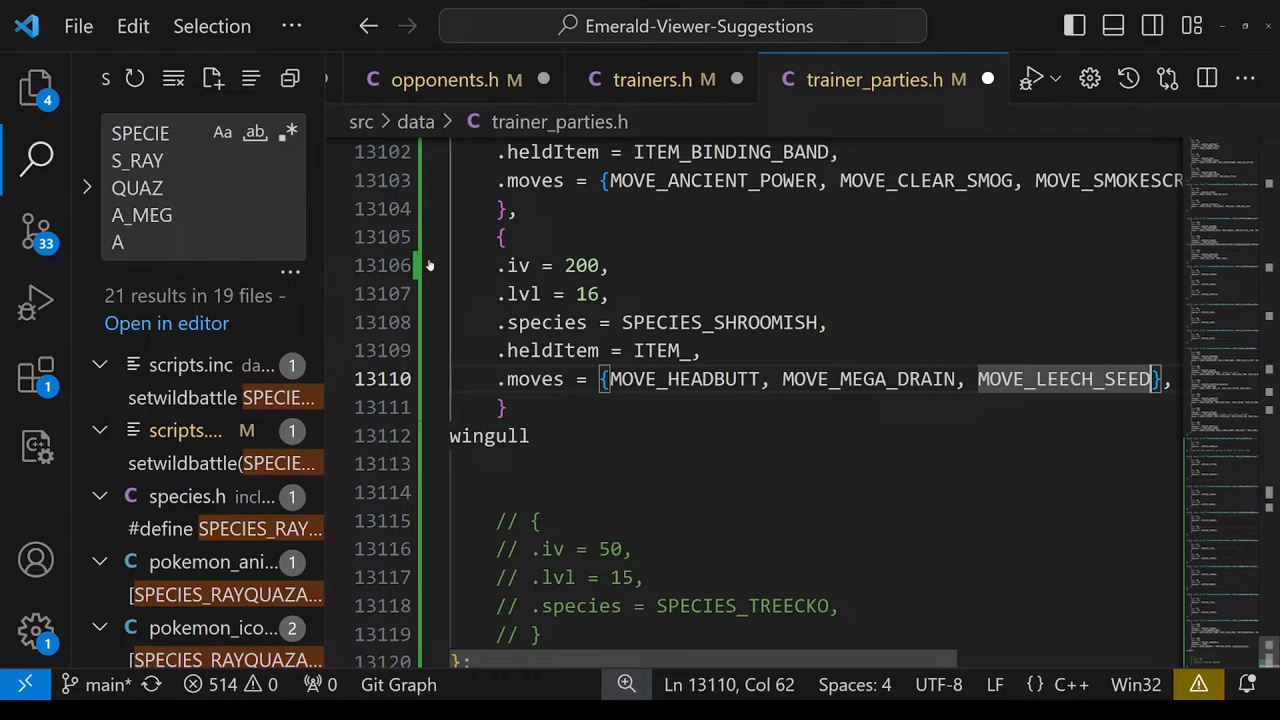 File Edit Selection ··· Emerald-Viewer-Suggestions
S opponents.h M trainers.h M trainer_parties.h M
SPECIE
S_RAY
QUAZ
A_MEG
A
Aa ab
21 results in 19 files -
Open in editor
scripts.inc da... 1
setwildbattle SPECIE...
scripts.... M 1
setwildbattle(SPECIE...
species.h incl... 1
#define SPECIES_RAY...
pokemon_ani... 1
[SPECIES_RAYQUAZA...
pokemon_ico... 2
[SPECIES_RAYQUAZA...
4
33
1
1
src > data > C trainer_parties.h
13102 .heldItem = ITEM_BINDING_BAND,
13103 .moves = {MOVE_ANCIENT_POWER, MOVE_CLEAR_SMOG, MOVE_SMOKESCR
13104 },
13105 {
13106 .iv = 200,
13107 .lvl = 16,
13108 .species = SPECIES_SHROOMISH,
13109 .heldItem = ITEM_,
13110 .moves = {MOVE_HEADBUTT, MOVE_MEGA_DRAIN, MOVE_LEECH_SEED},
13111 }
13112 wingull
13113
13114
13115 // {
13116 // .iv = 50,
13117 // .lvl = 15,
13118 // .species = SPECIES_TREECKO,
13119 // }
13120 };
main* 514 0 0 Git Graph Ln 13110, Col 62 Spaces: 4 UTF-8 LF {} C++ Win32